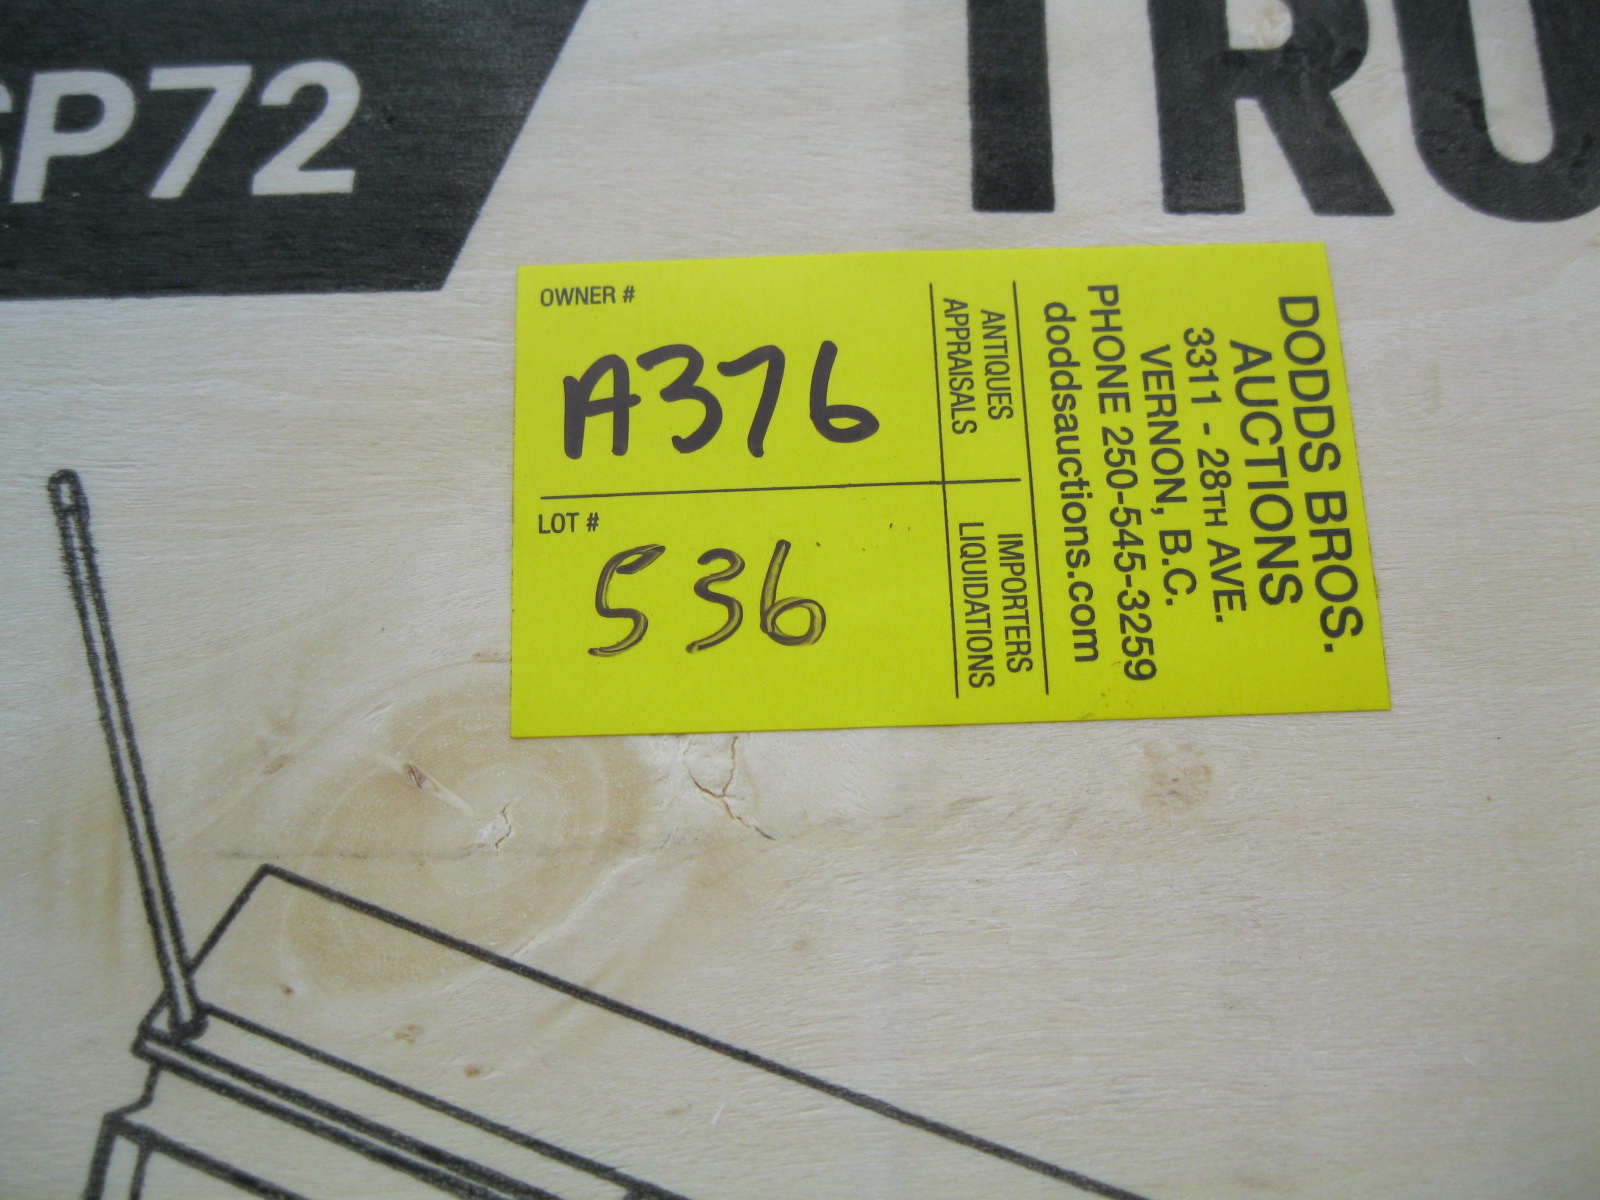 SP72
TRU
OWNER #
A376
LOT #
536
ANTIQUES
APPRAISALS
IMPORTERS
LIQUIDATIONS
DODDS BROS.
AUCTIONS
3311 - 28TH AVE.
VERNON, B.C.
PHONE 250-545-3259
doddsauctions.com